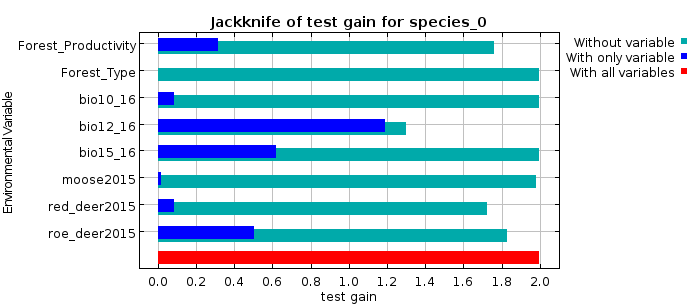 Jackknife of test gain for species_0
Without variable
With only variable
With all variables
Environmental Variable
Forest_Productivity
Forest_Type
bio10_16
bio12_16
bio15_16
moose2015
red_deer2015
roe_deer2015
0.0 0.2 0.4 0.6 0.8 1.0 1.2 1.4 1.6 1.8 2.0
test gain